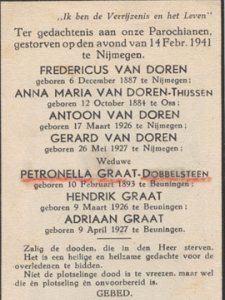 „Ik ben de Verrijzenis en het Leven"
Ter gedachtenis aan onze Parochianen,
gestorven op den avond van 14 Febr. 1941
te Nijmegen.
FREDERICUS VAN DOREN
geboren 6 December 1887 te Nijmegen;
ANNA MARIA VAN DOREN-THIJSSEN
geboren 12 October 1884 te Oss;
ANTOON VAN DOREN
geboren 17 Maart 1926 te Nijmegen;
GERARD VAN DOREN
geboren 26 Mei 1927 te Nijmegen;
Weduwe
PETRONELLA GRAAT-DOBBELSTEEN
geboren 10 Februari 1893 te Beuningen;
HENDRIK GRAAT
geboren 9 Maart 1926 te Beuningen;
ADRIAAN GRAAT
geboren 9 April 1927 te Beuningen.
Zalig de dooden, die in den Heer sterven.
Het is een heilige en heilzame gedachte voor de
overledenen te bidden.
Niet de plotselinge dood is te vreezen, maar wel
die én plotseling én onvoorbereid is.
GEBED.